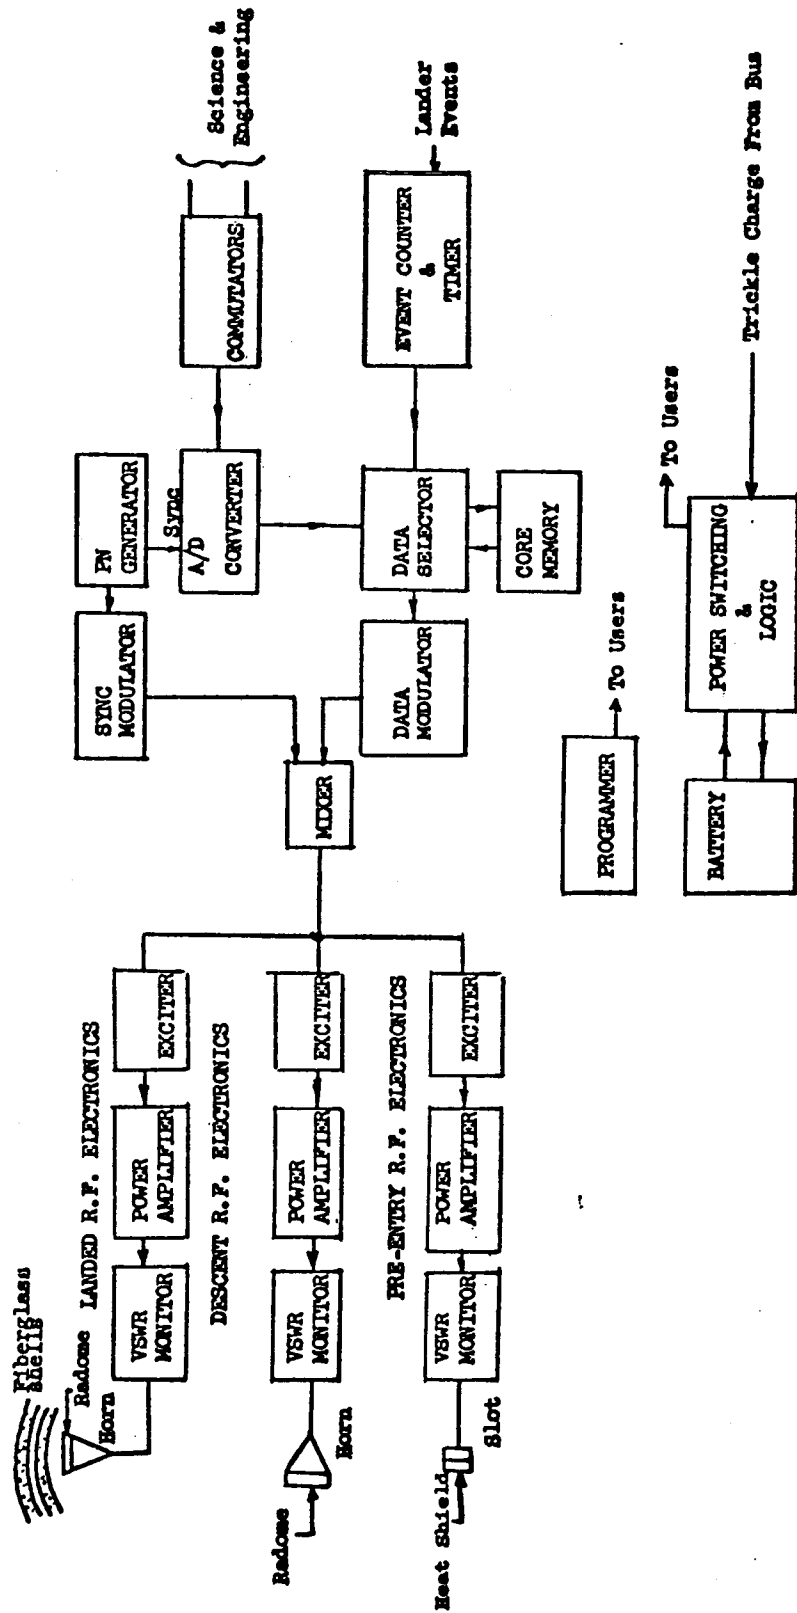 Fiberglass
Shells
Radome
Horn
LANDED R.F. ELECTRONICS
VSWR
MONITOR
POWER
AMPLIFIER
EXCITER
SYNC
MODULATOR
PN
GENERATOR
Sync
A/D
CONVERTER
COMMUTATORS
Science &
Engineering
DESCENT R.F. ELECTRONICS
Radome
Horn
VSWR
MONITOR
POWER
AMPLIFIER
EXCITER
MIXER
DATA
MODULATOR
DATA
SELECTOR
EVENT COUNTER
&
TIMER
Lander
Events
CORE
MEMORY
PRE-ENTRY R.F. ELECTRONICS
Heat Shield
Slot
VSWR
MONITOR
POWER
AMPLIFIER
EXCITER
PROGRAMMER
To Users
BATTERY
POWER SWITCHING
&
LOGIC
To Users
Trickle Charge From Bus